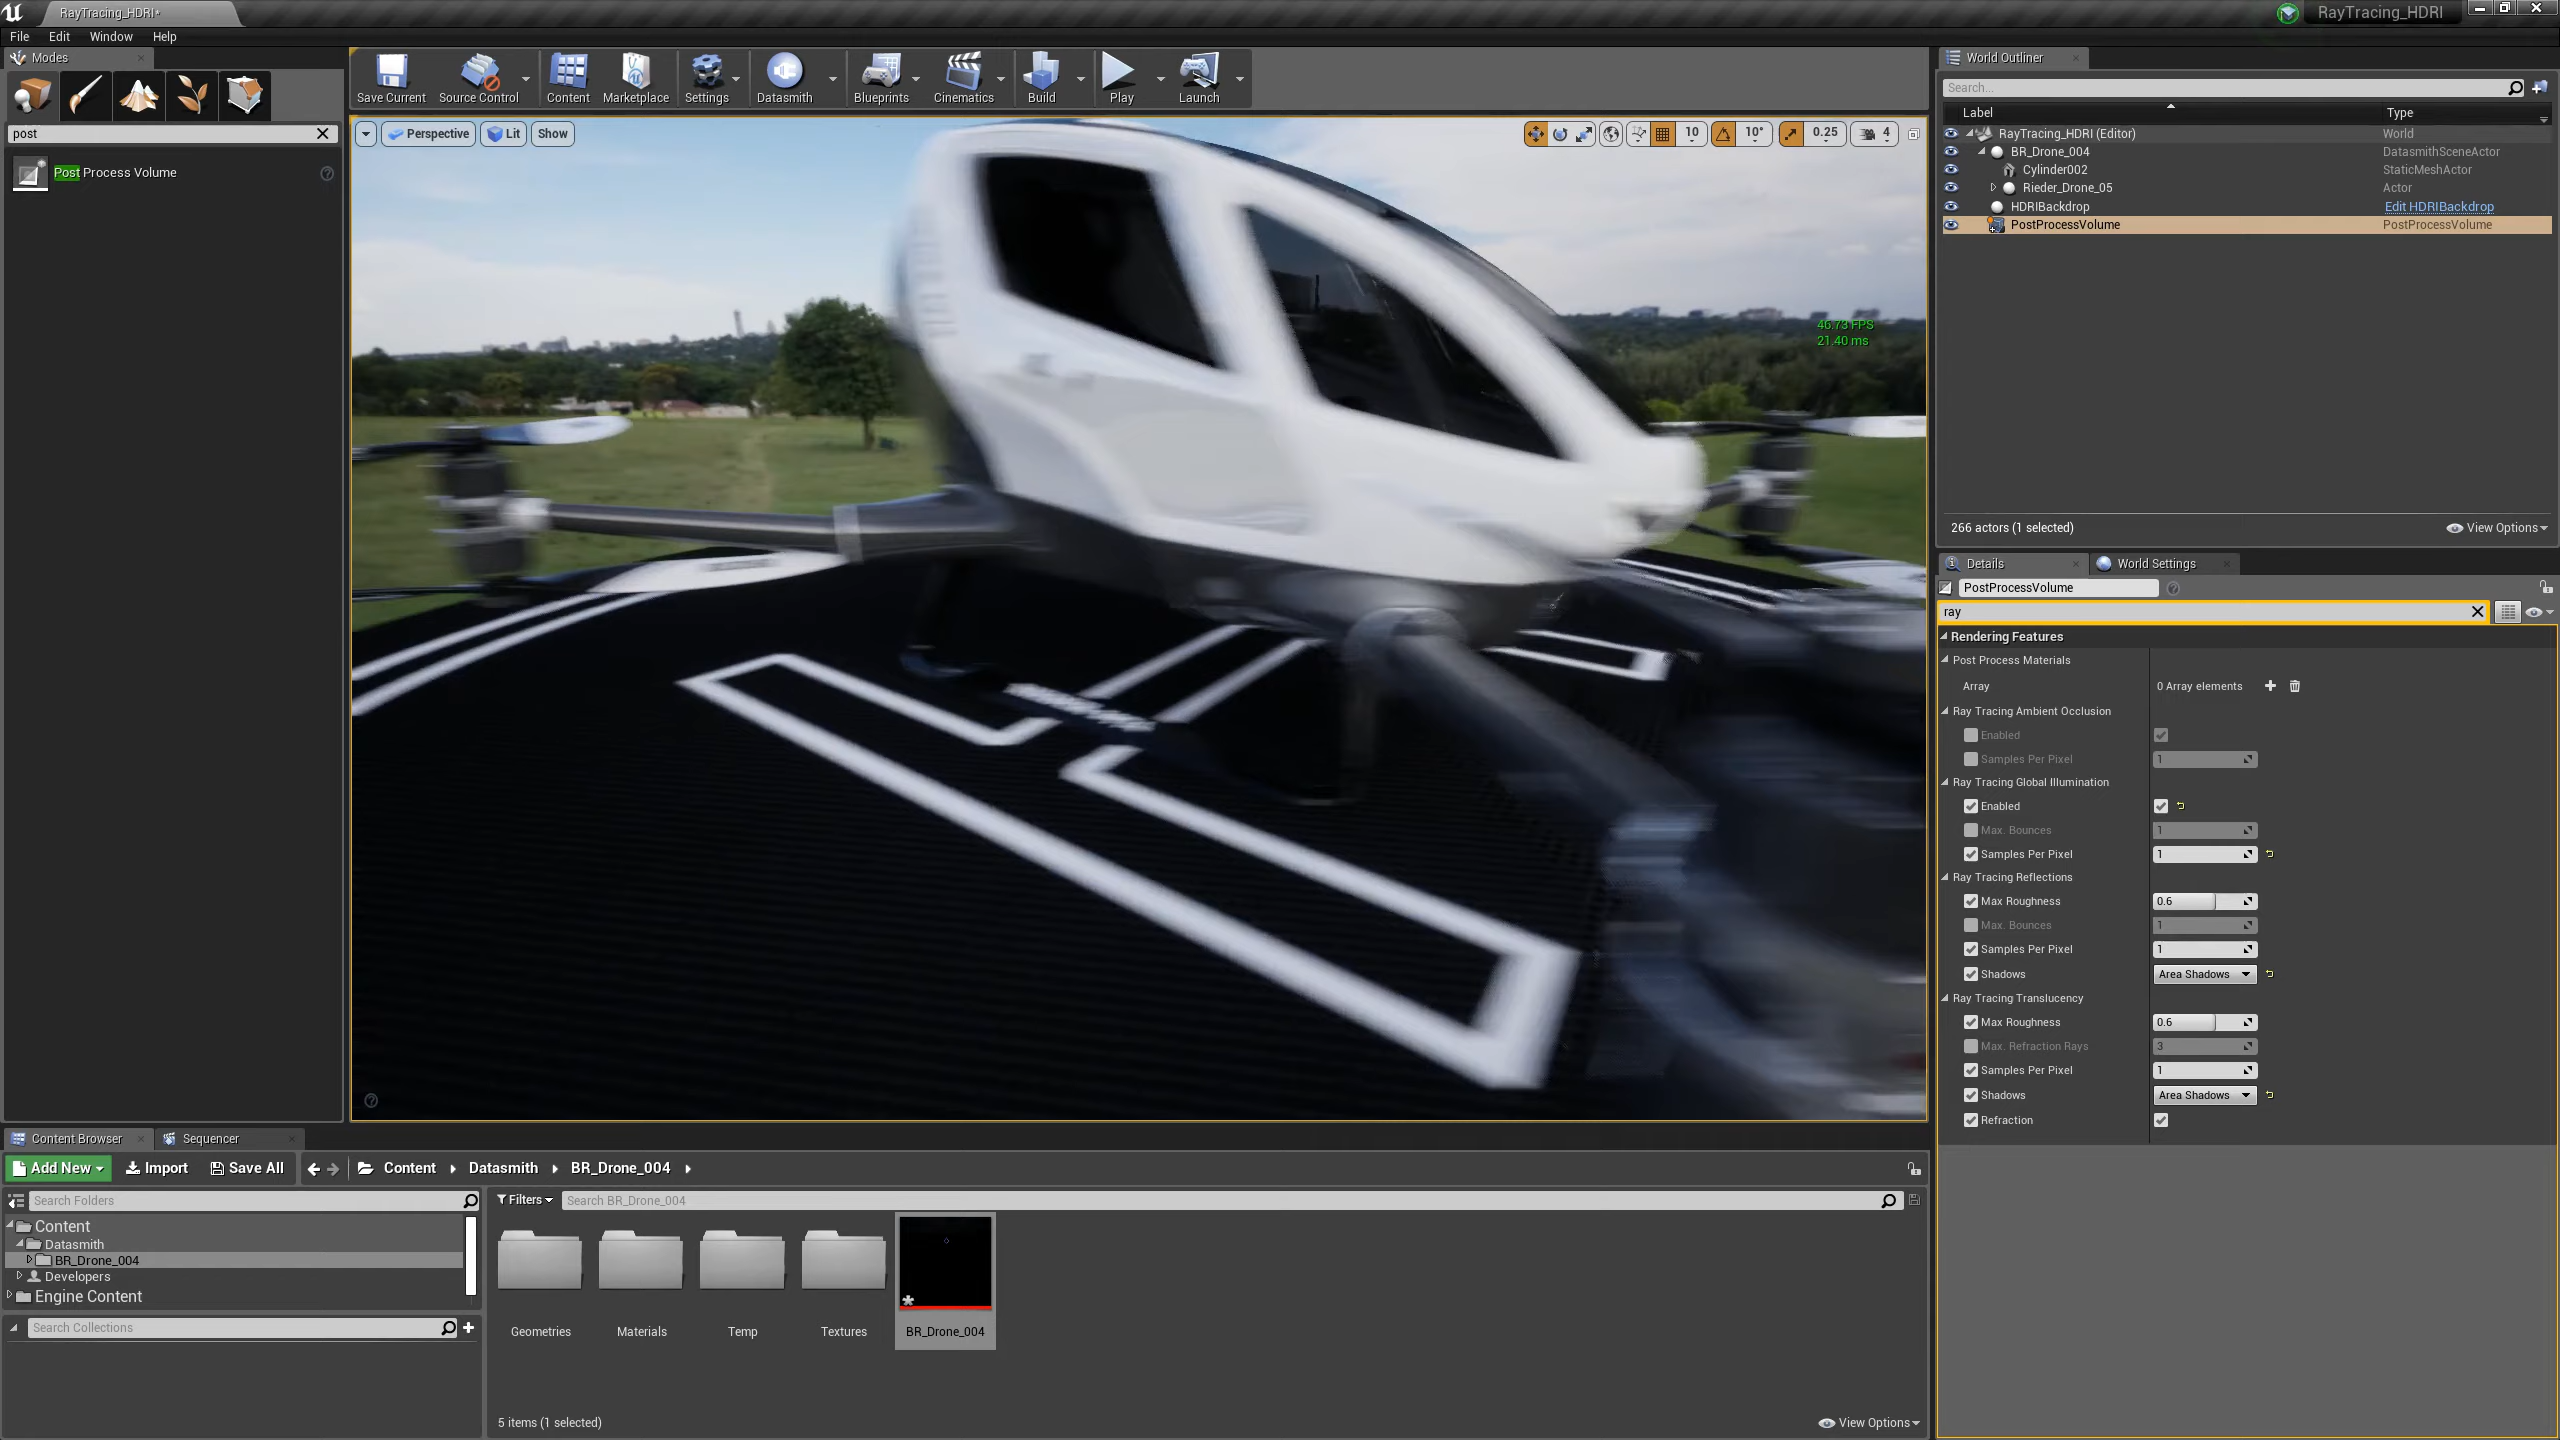 RayTracing_HDRI*
RayTracing_HDRI
File Edit Window Help
Modes
post
Post Process Volume
Save Current
Source Control
Content
Marketplace
Settings
Datasmith
Blueprints
Cinematics
Build
Play
Launch
Perspective
Lit
Show
10
10°
0.25
4
46.73 FPS
21.40 ms
World Outliner
Search...
Label Type
RayTracing_HDRI (Editor) World
BR_Drone_004 DatasmithSceneActor
Cylinder002 StaticMeshActor
Rieder_Drone_05 Actor
HDRIBackdrop Edit HDRIBackdrop
PostProcessVolume PostProcessVolume
266 actors (1 selected)
View Options
Details
World Settings
PostProcessVolume
ray
Rendering Features
Post Process Materials
Array 0 Array elements
Ray Tracing Ambient Occlusion
Enabled
Samples Per Pixel 1
Ray Tracing Global Illumination
Enabled
Max. Bounces 1
Samples Per Pixel 1
Ray Tracing Reflections
Max Roughness 0.6
Max. Bounces 1
Samples Per Pixel 1
Shadows Area Shadows
Ray Tracing Translucency
Max Roughness 0.6
Max. Refraction Rays 3
Samples Per Pixel 1
Shadows Area Shadows
Refraction
Content Browser
Sequencer
Add New
Import
Save All
Content
Datasmith
BR_Drone_004
Search Folders
Filters
Search BR_Drone_004
Content
Datasmith
BR_Drone_004
Developers
Engine Content
Search Collections
Geometries
Materials
Temp
Textures
BR_Drone_004
5 items (1 selected)
View Options